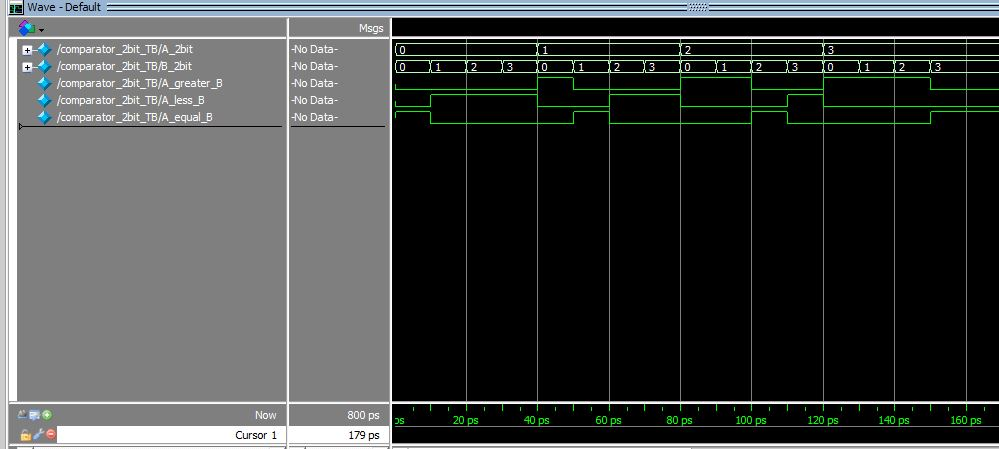 Wave - Default
Msgs
/comparator_2bit_TB/A_2bit -No Data- 0 1 2 3
/comparator_2bit_TB/B_2bit -No Data- 0 1 2 3 0 1 2 3 0 1 2 3 0 1 2 3
/comparator_2bit_TB/A_greater_B -No Data-
/comparator_2bit_TB/A_less_B -No Data-
/comparator_2bit_TB/A_equal_B -No Data-
Now 800 ps ps 20 ps 40 ps 60 ps 80 ps 100 ps 120 ps 140 ps 160 ps
Cursor 1 179 ps